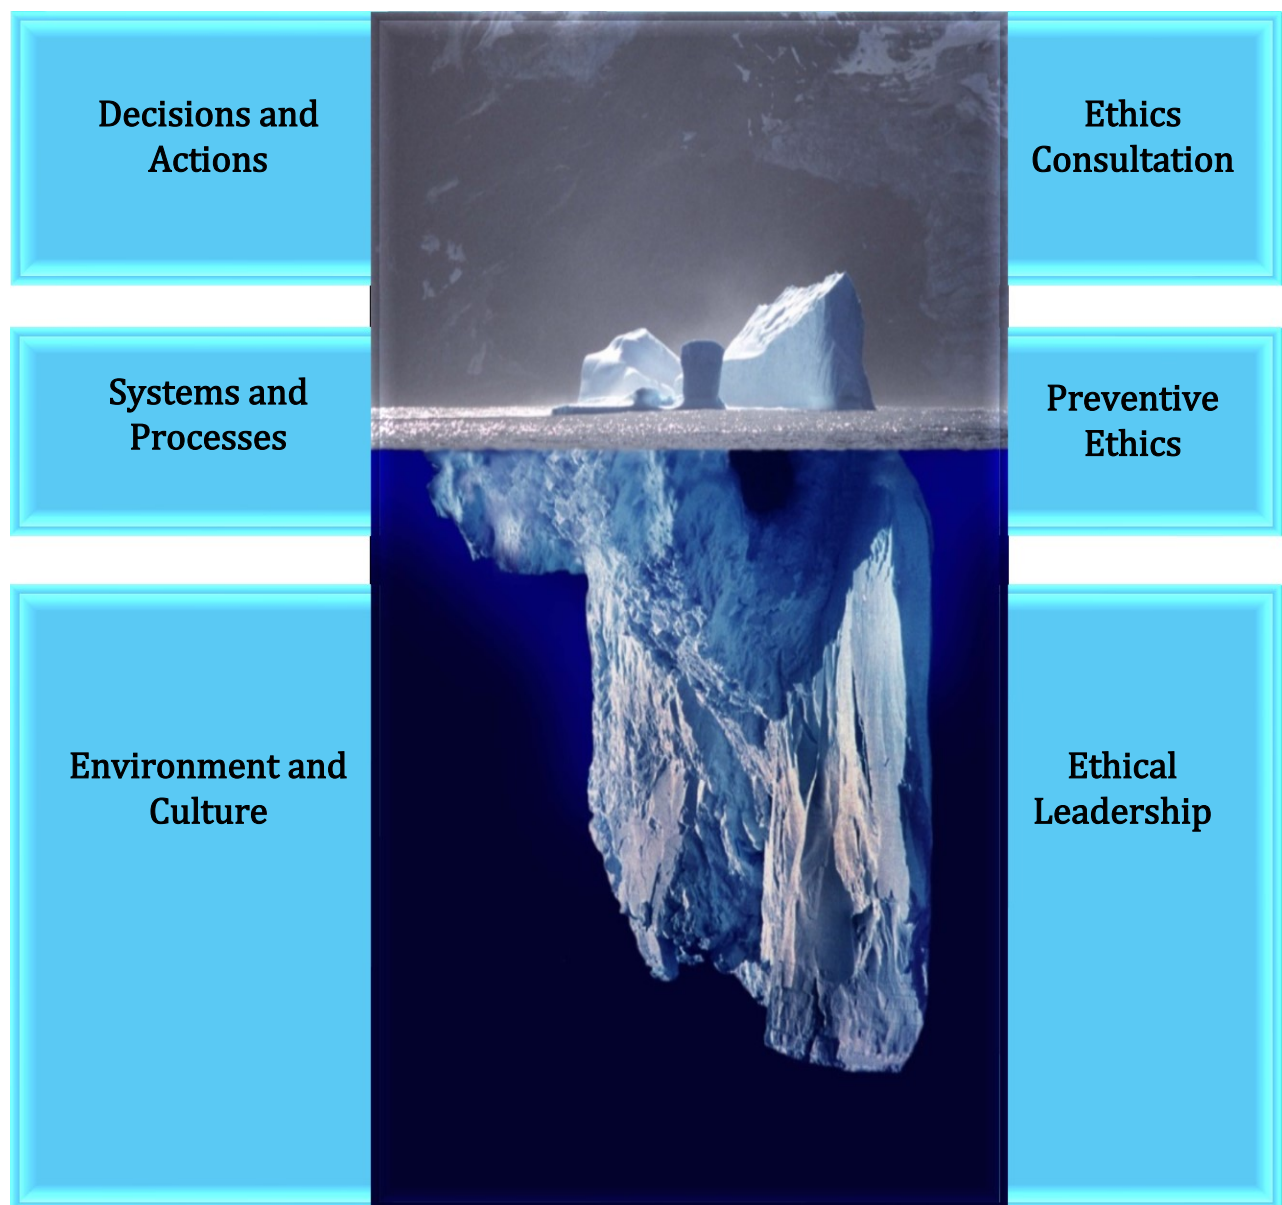 Decisions and
Actions
Ethics
Consultation
Systems and
Processes
Preventive
Ethics
Environment and
Culture
Ethical
Leadership